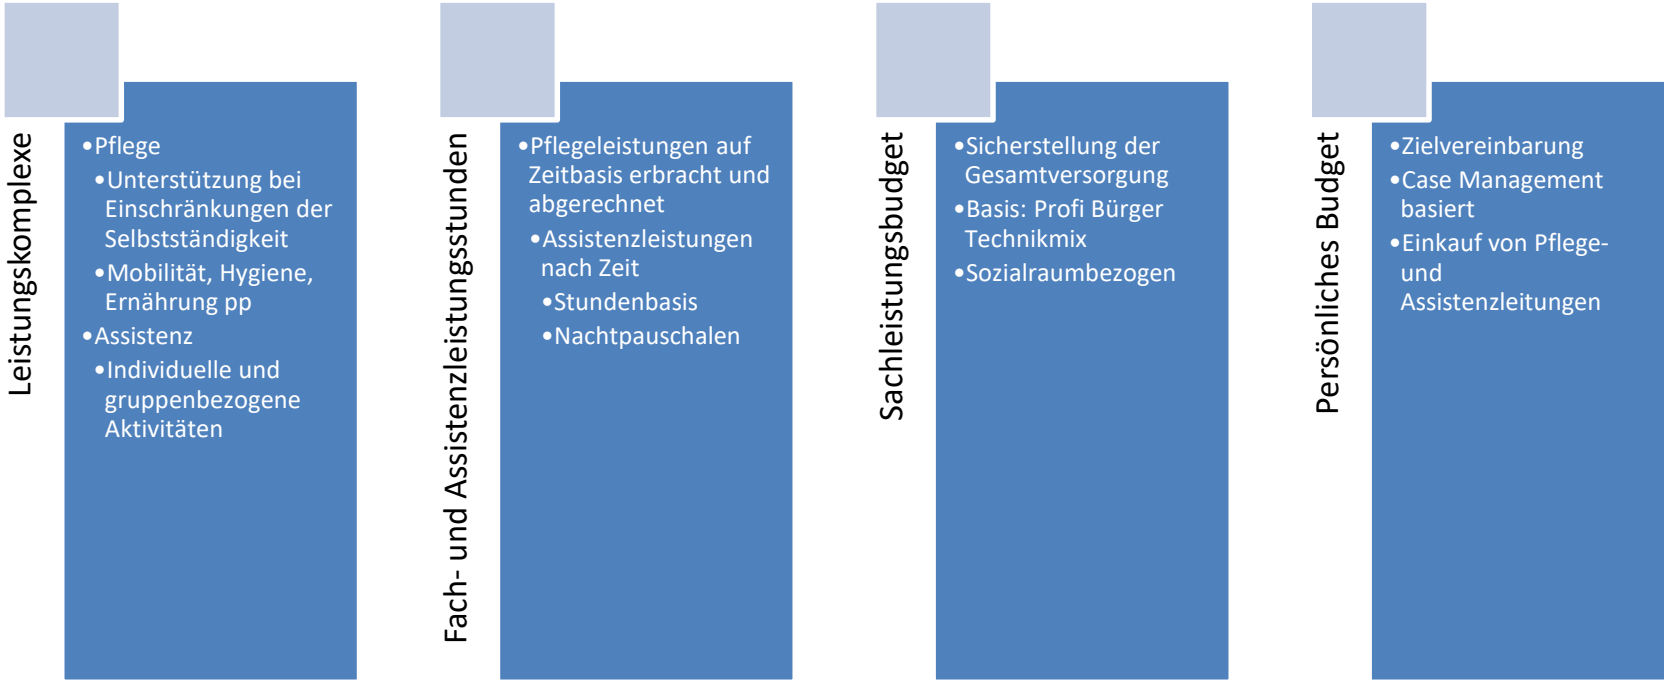 Leistungskomplexe
•Pflege
•Unterstützung bei
Einschränkungen der
Selbstständigkeit
•Mobilität, Hygiene,
Ernährung pp
•Assistenz
•Individuelle und
gruppenbezogene
Aktivitäten
Fach- und Assistenzleistungsstunden
•Pflegeleistungen auf
Zeitbasis erbracht und
abgerechnet
•Assistenzleistungen
nach Zeit
•Stundenbasis
•Nachtpauschalen
Sachleistungsbudget
•Sicherstellung der
Gesamtversorgung
•Basis: Profi Bürger
Technikmix
•Sozialraumbezogen
Persönliches Budget
•Zielvereinbarung
•Case Management
basiert
•Einkauf von Pflege-
und
Assistenzleitungen